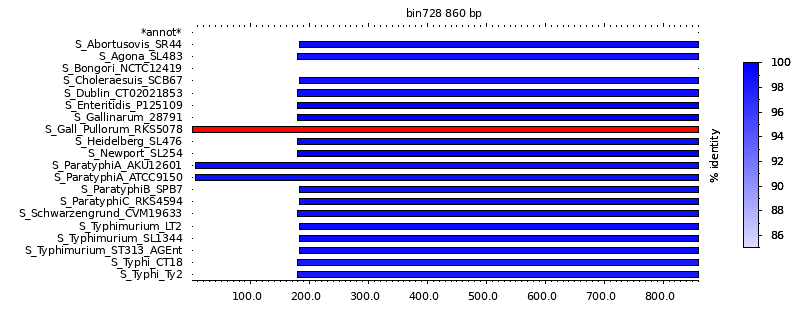 bin728 860 bp
*annot*
S_Abortusovis_SR44
S_Agona_SL483
S_Bongori_NCTC12419
S_Choleraesuis_SCB67
S_Dublin_CT02021853
S_Enteritidis_P125109
S_Gallinarum_28791
S_Gall_Pullorum_RKS5078
S_Heidelberg_SL476
S_Newport_SL254
S_ParatyphiA_AKU12601
S_ParatyphiA_ATCC9150
S_ParatyphiB_SPB7
S_ParatyphiC_RKS4594
S_Schwarzengrund_CVM19633
S_Typhimurium_LT2
S_Typhimurium_SL1344
S_Typhimurium_ST313_AGEnt
S_Typhi_CT18
S_Typhi_Ty2
100.0 200.0 300.0 400.0 500.0 600.0 700.0 800.0
% identity
100
98
96
94
92
90
88
86